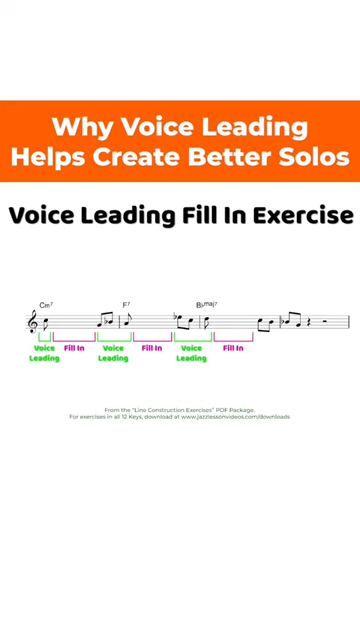 Why Voice Leading
Helps Create Better Solos
Voice Leading Fill In Exercise
Cm7 F7 B♭maj7
Voice Leading Fill In Voice Leading Fill In Voice Leading Fill In
From the "Line Construction Exercises" PDF Package.
For exercises in all 12 Keys, download at www.jazzlessonvideos.com/downloads